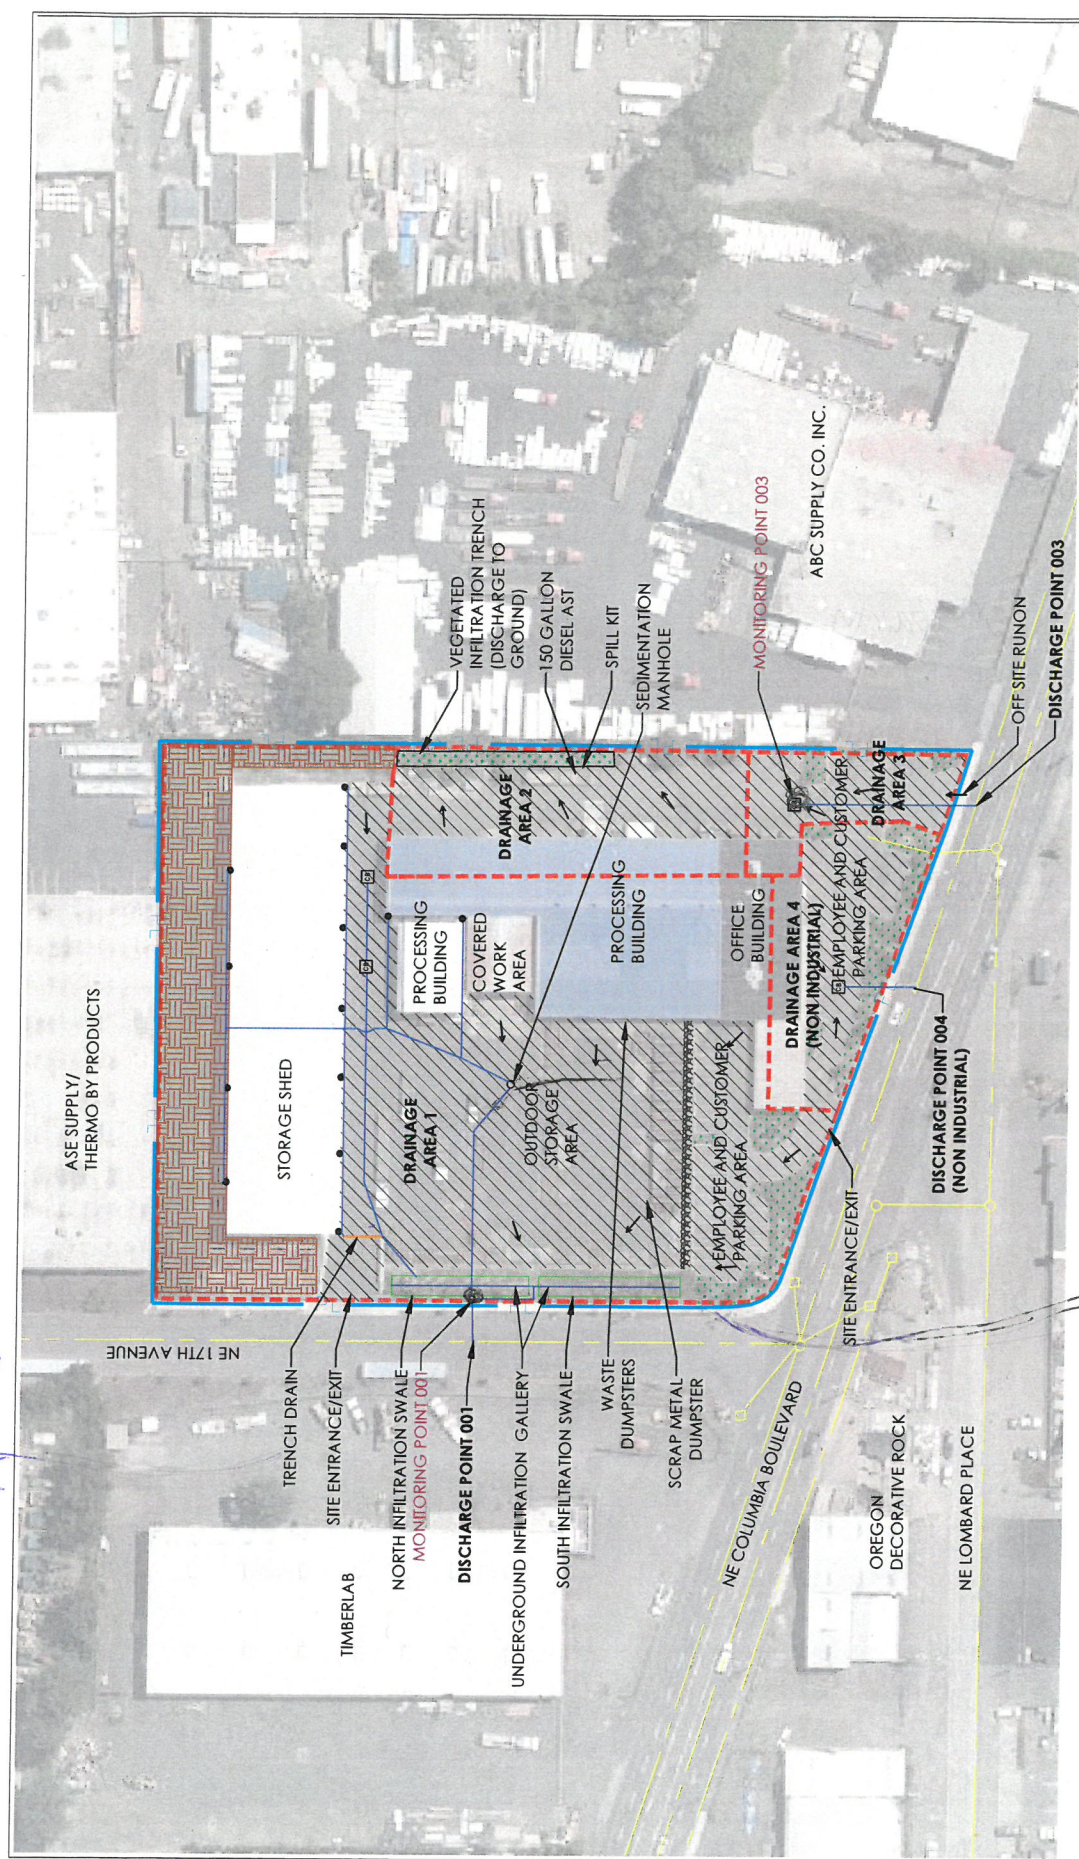 ASE SUPPLY/
THERMO BY PRODUCTS
NE 17TH AVENUE
STORAGE SHED
TRENCH DRAIN
SITE ENTRANCE/EXIT
TIMBERLAB
NORTH INFILTRATION SWALE
MONITORING POINT 001
DISCHARGE POINT 001
UNDERGROUND INFILTRATION GALLERY
SOUTH INFILTRATION SWALE
WASTE
DUMPSTERS
SCRAP METAL
DUMPSTER
DRAINAGE
AREA 1
PROCESSING
BUILDING
COVERED
WORK
AREA
OUTDOOR
STORAGE
AREA
DRAINAGE
AREA 2
PROCESSING
BUILDING
OFFICE
BUILDING
VEGETATED
INFILTRATION TRENCH
(DISCHARGE TO
GROUND)
150 GALLON
DIESEL AST
SPILL KIT
SEDIMENTATION
MANHOLE
MONITORING POINT 003
ABC SUPPLY CO. INC.
EMPLOYEE AND CUSTOMER
PARKING AREA
DRAINAGE AREA 4
(NON INDUSTRIAL)
EMPLOYEE AND CUSTOMER
PARKING AREA
DRAINAGE
AREA 3
OFF SITE RUNON
DISCHARGE POINT 003
SITE ENTRANCE/EXIT
DISCHARGE POINT 004
(NON INDUSTRIAL)
NE COLUMBIA BOULEVARD
OREGON
DECORATIVE ROCK
NE LOMBARD PLACE
CB
CB
CB
CB